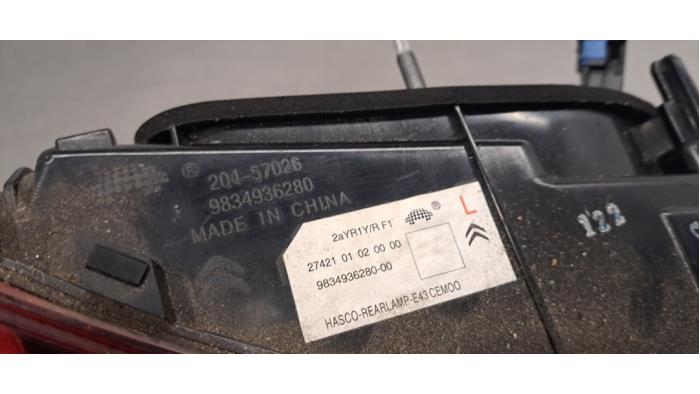 ® 204-57026
9834936280
MADE IN CHINA
2aYR1Y/R F1 ® L
27421 01 02 00 00
9834936280-00
HASCO-REARLAMP-E43 CEMOO
122